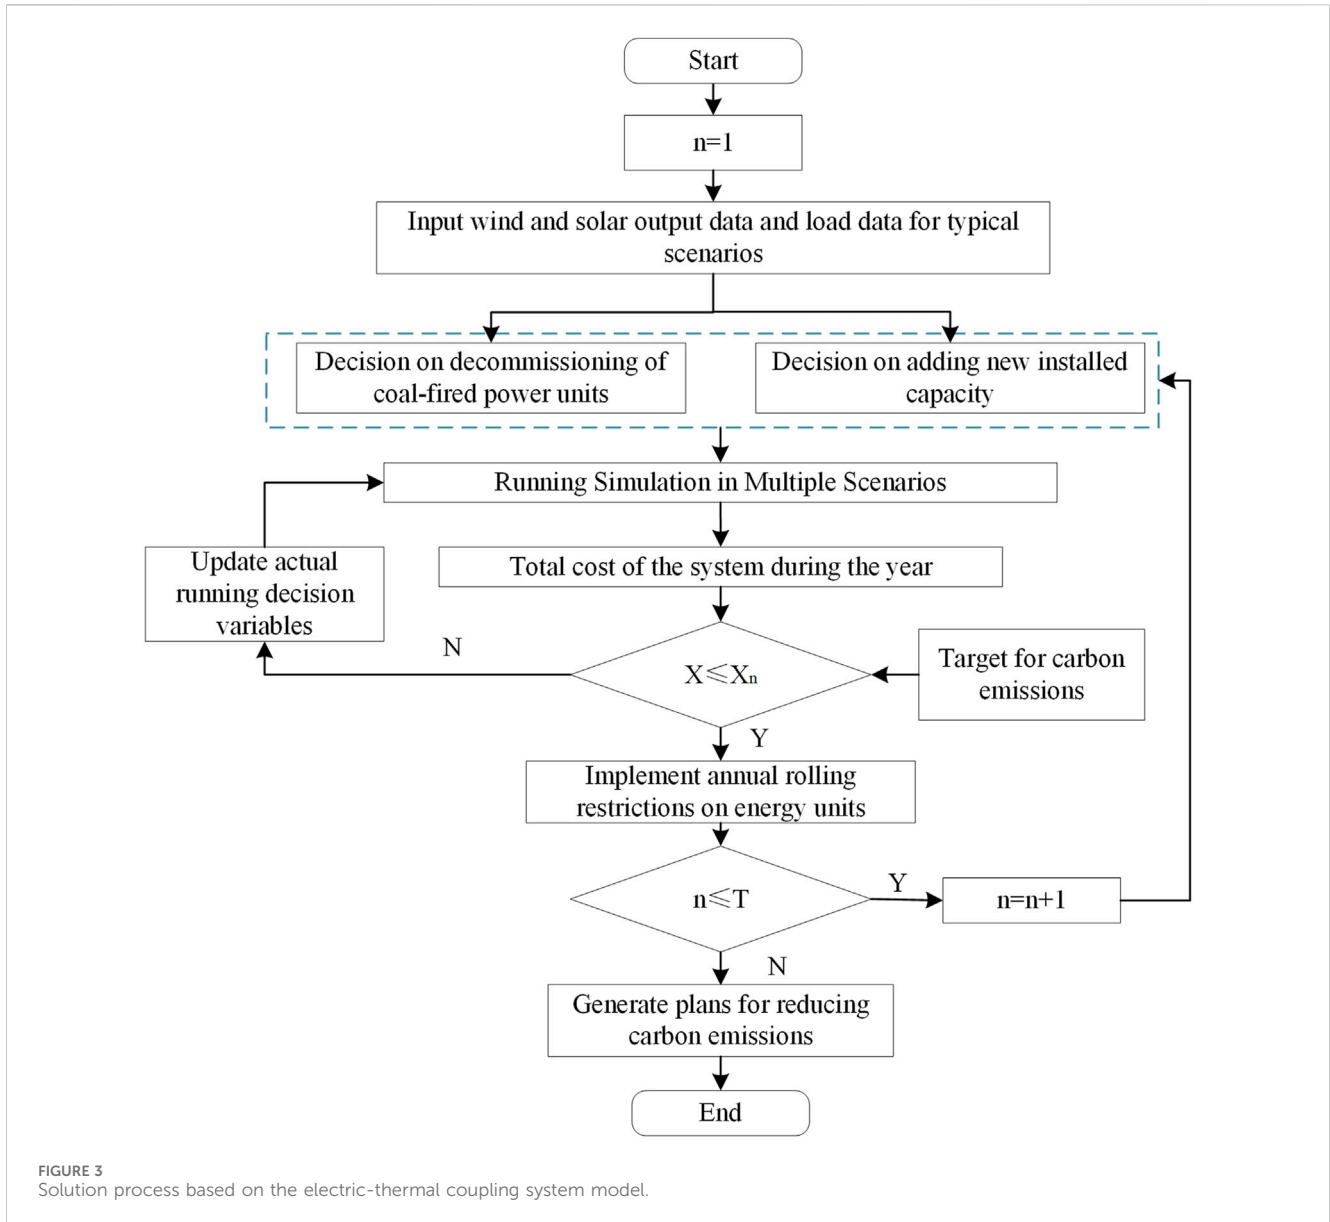 Start
n=1
Input wind and solar output data and load data for typical
scenarios
Decision on decommissioning of
coal-fired power units
Decision on adding new installed
capacity
Running Simulation in Multiple Scenarios
Update actual
running decision
variables
Total cost of the system during the year
N
X≤Xn
Target for carbon
emissions
Y
Implement annual rolling
restrictions on energy units
n≤T
Y
n=n+1
N
Generate plans for reducing
carbon emissions
End
FIGURE 3
Solution process based on the electric-thermal coupling system model.